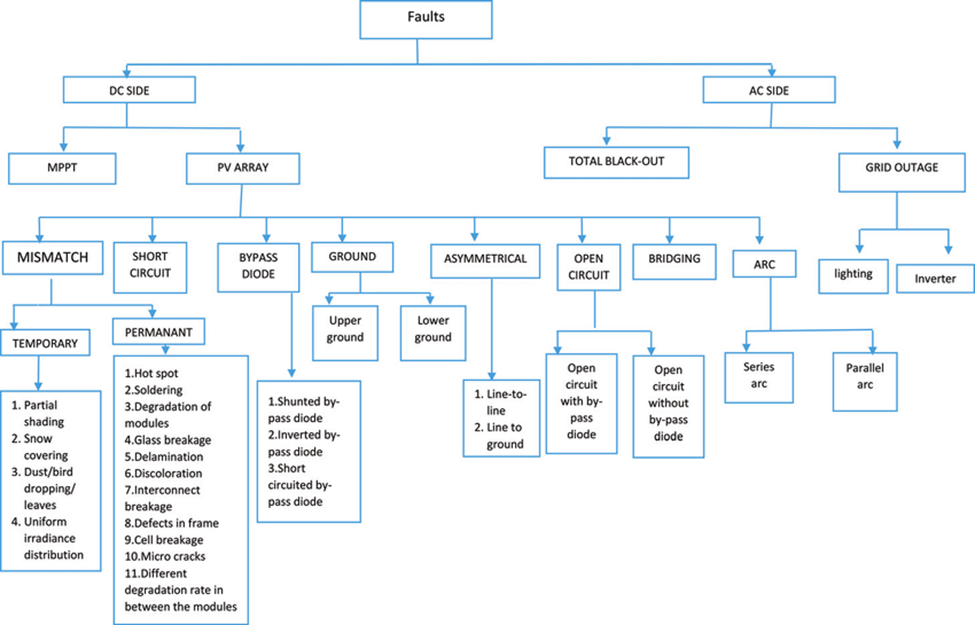 Faults
DC SIDE
AC SIDE
MPPT
PV ARRAY
TOTAL BLACK-OUT
GRID OUTAGE
MISMATCH
SHORT
CIRCUIT
BYPASS
DIODE
GROUND
ASYMMETRICAL
OPEN
CIRCUIT
BRIDGING
ARC
lighting
Inverter
TEMPORARY
PERMANANT
Upper
ground
Lower
ground
1. Partial
shading
2. Snow
covering
3. Dust/bird
dropping/
leaves
4. Uniform
irradiance
distribution
1.Hot spot
2.Soldering
3.Degradation of
modules
4.Glass breakage
5.Delamination
6.Discoloration
7.Interconnect
breakage
8.Defects in frame
9.Cell breakage
10.Micro cracks
11.Different
degradation rate in
between the modules
1.Shunted by-
pass diode
2.Inverted by-
pass diode
3.Short
circuited by-
pass diode
1. Line-to-
line
2. Line to
ground
Open
circuit
with by-
pass
diode
Open
circuit
without
by-pass
diode
Series
arc
Parallel
arc